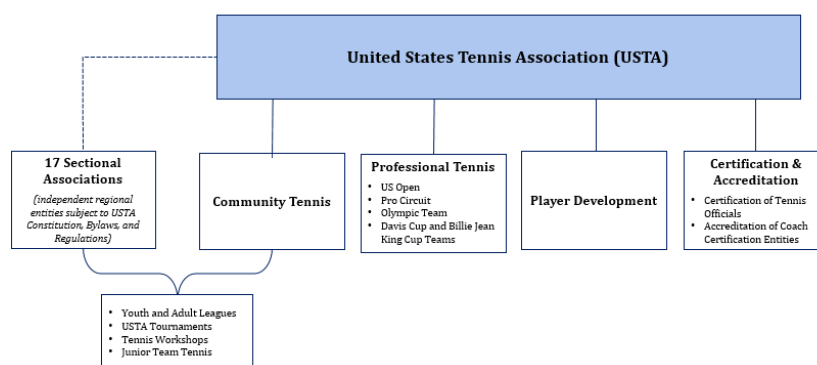 United States Tennis Association (USTA)
17 Sectional
Associations
(independent regional
entities subject to USTA
Constitution, Bylaws, and
Regulations)
Community Tennis
Professional Tennis
• US Open
• Pro Circuit
• Olympic Team
• Davis Cup and Billie Jean
King Cup Teams
Player Development
Certification &
Accreditation
• Certification of Tennis
Officials
• Accreditation of Coach
Certification Entities
• Youth and Adult Leagues
• USTA Tournaments
• Tennis Workshops
• Junior Team Tennis